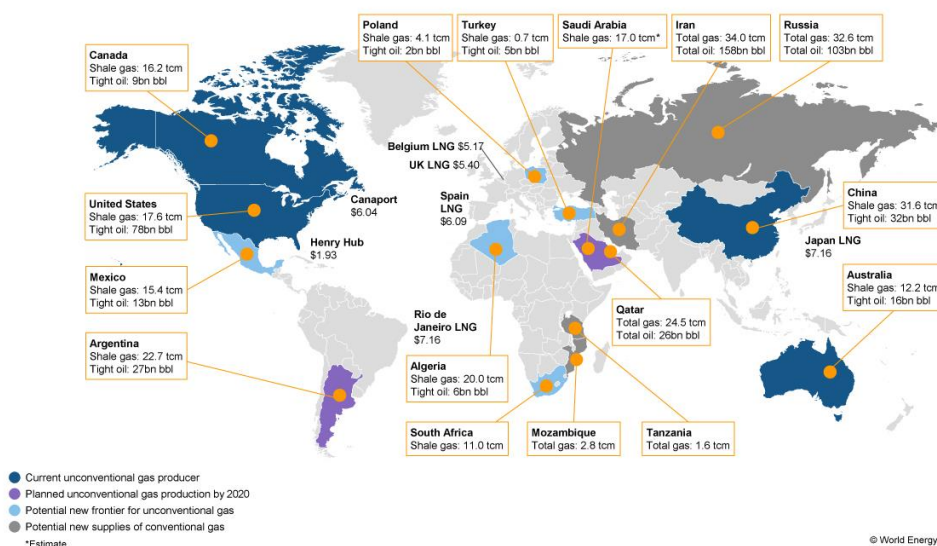 Poland
Shale gas: 4.1 tcm
Tight oil: 2bn bbl
Turkey
Shale gas: 0.7 tcm
Tight oil: 5bn bbl
Saudi Arabia
Shale gas: 17.0 tcm*
Iran
Total gas: 34.0 tcm
Total oil: 158bn bbl
Russia
Total gas: 32.6 tcm
Total oil: 103bn bbl
Canada
Shale gas: 16.2 tcm
Tight oil: 9bn bbl
Belgium LNG $5.17
UK LNG $5.40
Canaport
$6.04
Spain
LNG
$6.09
United States
Shale gas: 17.6 tcm
Tight oil: 78bn bbl
Henry Hub
$1.93
China
Shale gas: 31.6 tcm
Tight oil: 32bn bbl
Japan LNG
$7.16
Mexico
Shale gas: 15.4 tcm
Tight oil: 13bn bbl
Australia
Shale gas: 12.2 tcm
Tight oil: 16bn bbl
Rio de
Janeiro LNG
$7.16
Qatar
Total gas: 24.5 tcm
Total oil: 26bn bbl
Argentina
Shale gas: 22.7 tcm
Tight oil: 27bn bbl
Algeria
Shale gas: 20.0 tcm
Tight oil: 6bn bbl
South Africa
Shale gas: 11.0 tcm
Mozambique
Total gas: 2.8 tcm
Tanzania
Total gas: 1.6 tcm
Current unconventional gas producer
Planned unconventional gas production by 2020
Potential new frontier for unconventional gas
Potential new supplies of conventional gas
*Estimate
© World Energy